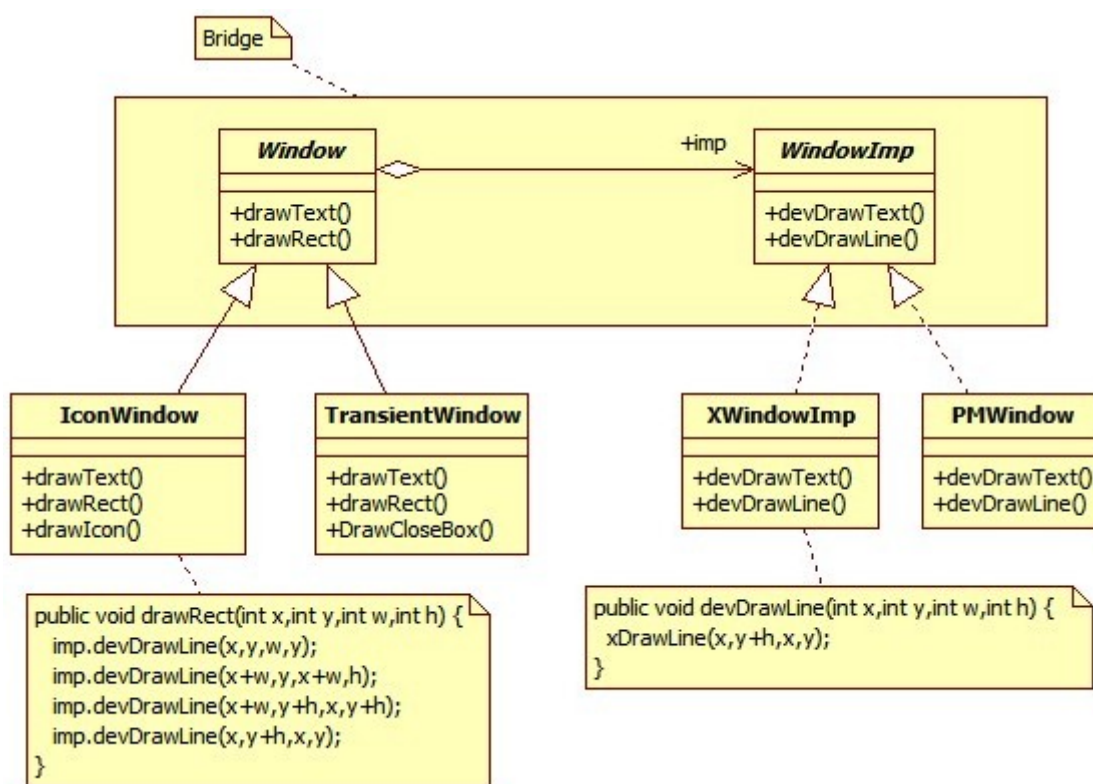 Bridge
Window
+drawText()
+drawRect()
+imp
WindowImp
+devDrawText()
+devDrawLine()
IconWindow
+drawText()
+drawRect()
+drawIcon()
TransientWindow
+drawText()
+drawRect()
+DrawCloseBox()
XWindowImp
+devDrawText()
+devDrawLine()
PMWindow
+devDrawText()
+devDrawLine()
public void drawRect(int x,int y,int w,int h) {
imp.devDrawLine(x,y,w,y);
imp.devDrawLine(x+w,y,x+w,h);
imp.devDrawLine(x+w,y+h,x,y+h);
imp.devDrawLine(x,y+h,x,y);
}
public void devDrawLine(int x,int y,int w,int h) {
xDrawLine(x,y+h,x,y);
}